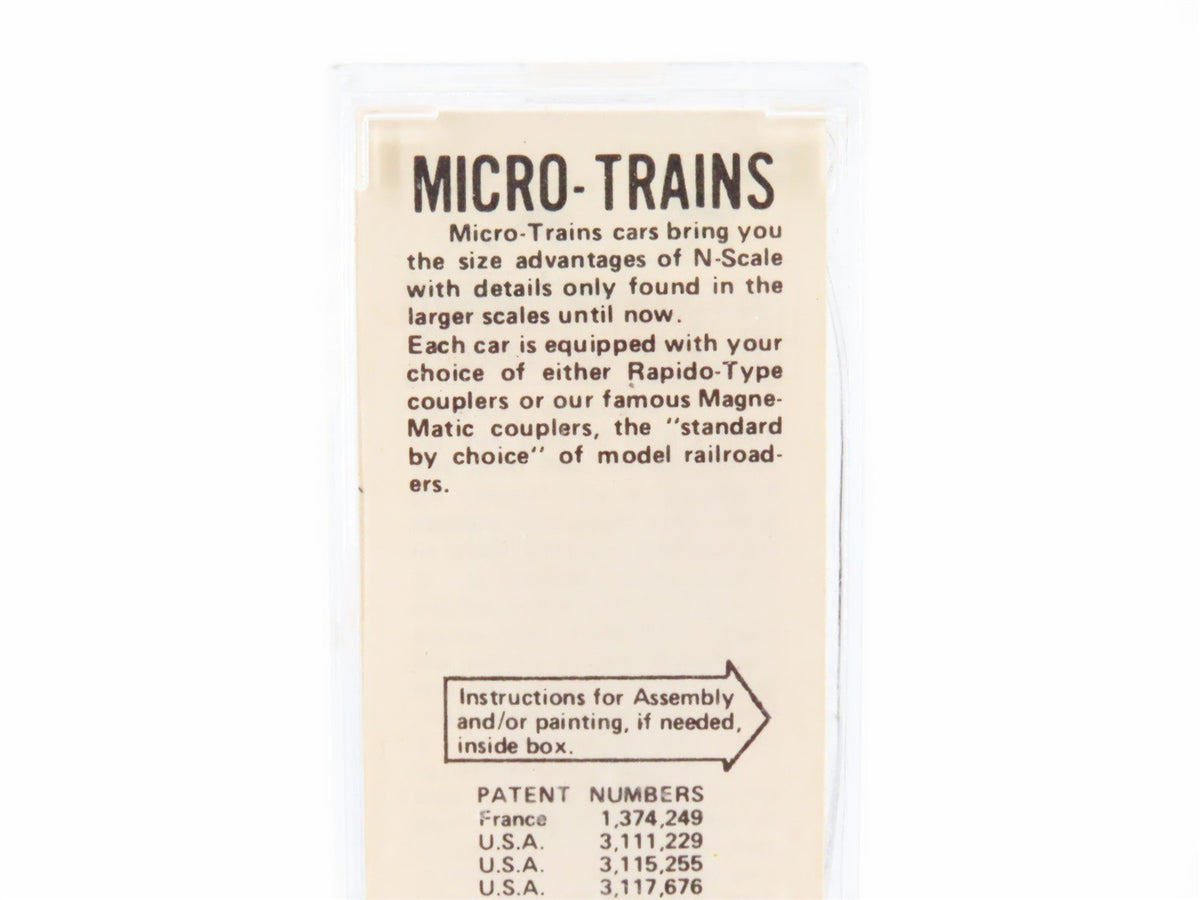 MICRO-TRAINS
Micro-Trains cars bring you
the size advantages of N-Scale
with details only found in the
larger scales until now.
Each car is equipped with your
choice of either Rapido-Type
couplers or our famous Magne-
Matic couplers, the "standard
by choice" of model railroad-
ers.
Instructions for Assembly
and/or painting, if needed,
inside box.
PATENT NUMBERS
France 1,374,249
U.S.A. 3,111,229
U.S.A. 3,115,255
U.S.A. 3,117,676